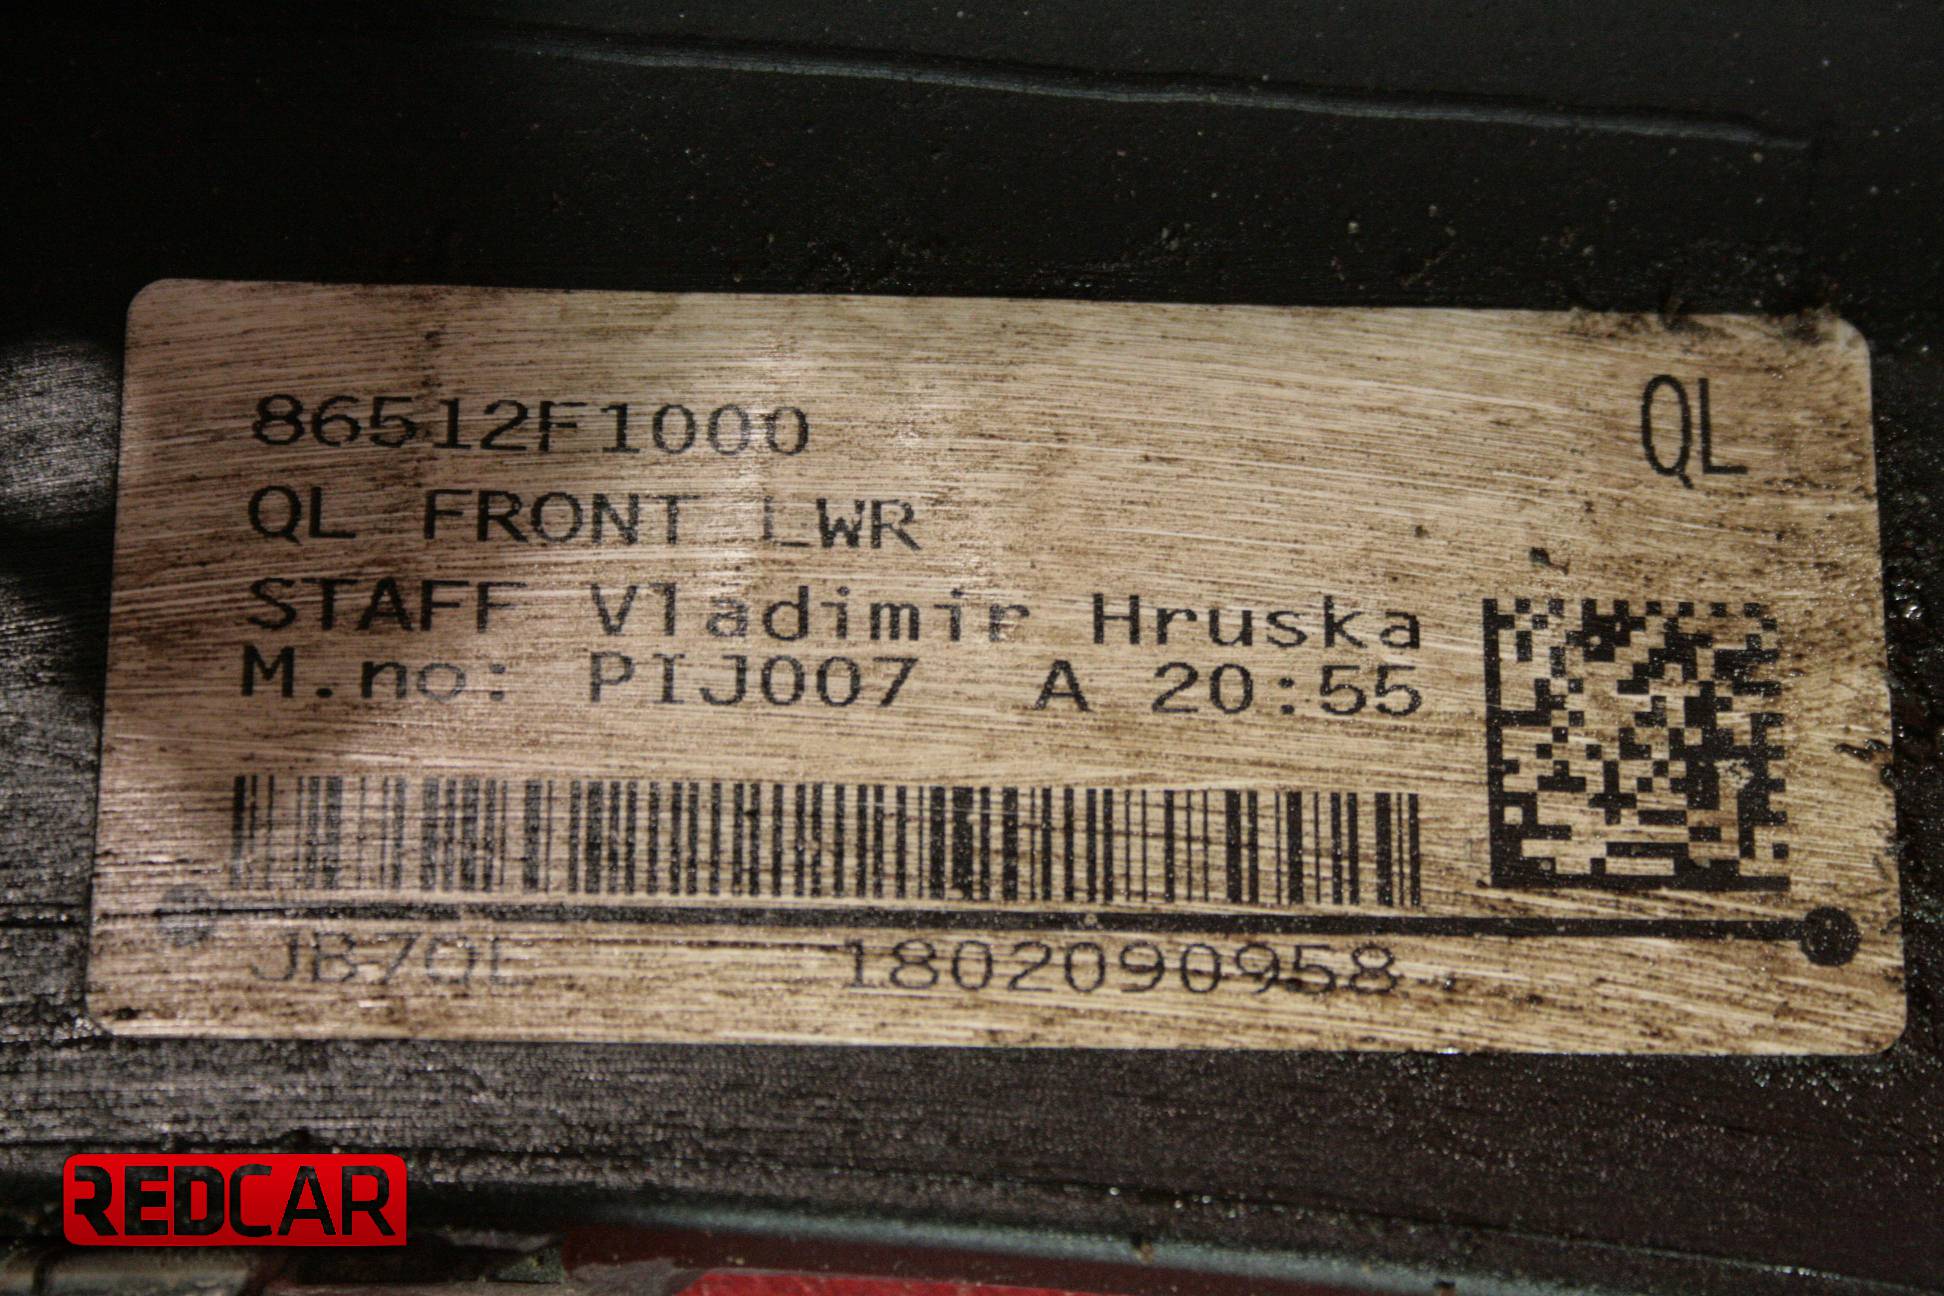 86512F1000
QL
QL FRONT LWR
STAFF Vladimir Hruska
M.no: PIJ007 A 20:55
JB7QL 1802090958
REDCAR